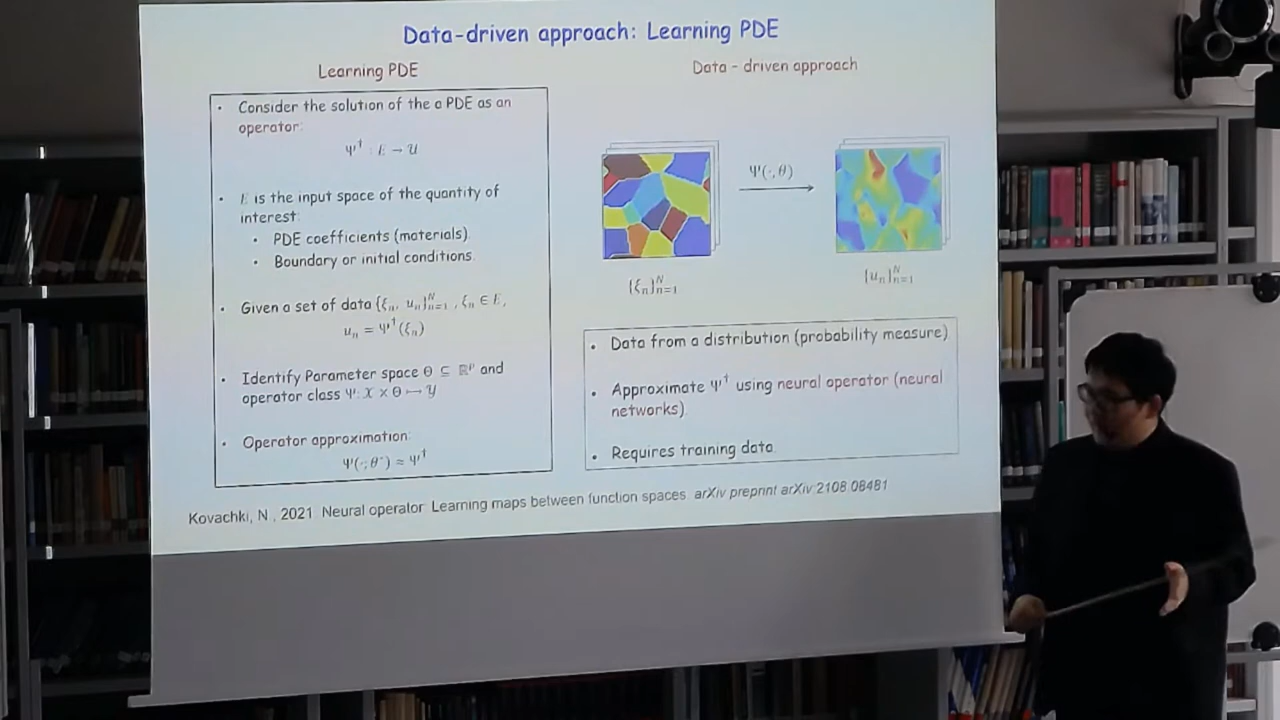 Data-driven approach: Learning PDE
Learning PDE
• Consider the solution of the a PDE as an
operator:
Ψ† : E → U
• E is the input space of the quantity of
interest:
• PDE coefficients (materials).
• Boundary or initial conditions.
• Given a set of data {ξₙ, uₙ}ᴺₙ₌₁, ξₙ ∈ E,
uₙ = Ψ†(ξₙ)
• Identify Parameter space Θ ⊆ ℝᵖ and
operator class Ψ: X × Θ ↦ Y
• Operator approximation:
Ψ(·; θ*) ≈ Ψ†
Data - driven approach
Ψ(·, θ)
{ξₙ}ᴺₙ₌₁
{uₙ}ᴺₙ₌₁
• Data from a distribution (probability measure)
• Approximate Ψ† using neural operator (neural
networks).
• Requires training data.
Kovachki, N., 2021. Neural operator: Learning maps between function spaces. arXiv preprint arXiv:2108.08481